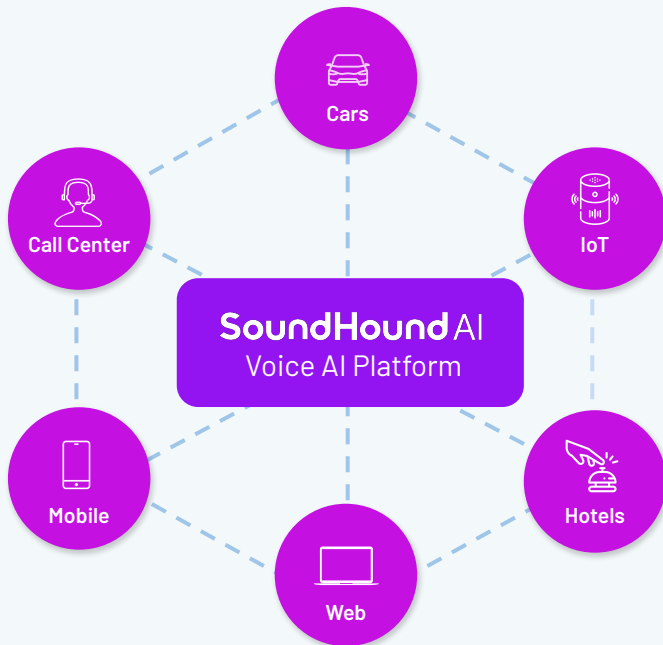 Cars
Call Center
IoT
SoundHound AI
Voice AI Platform
Mobile
Hotels
Web